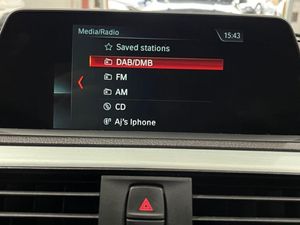 Media/Radio
15:43
Saved stations
DAB/DMB
FM
AM
CD
Aj's Iphone